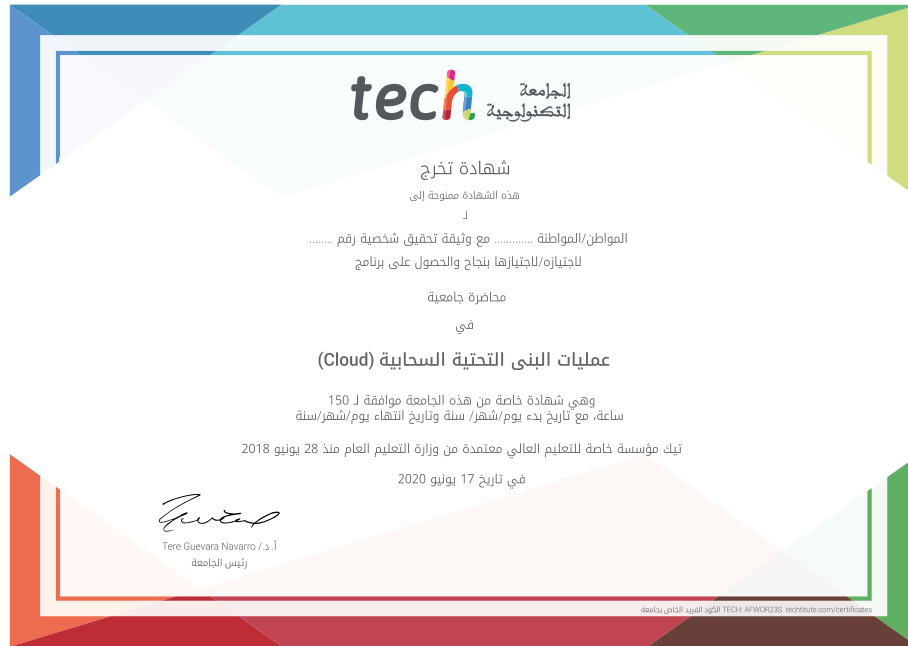 tech الجامعة
التكنولوجية
شهادة تخرج
هذه الشهادة ممنوحة إلى
لـ
المواطن/المواطنة ............. مع وثيقة تحقيق شخصية رقم ........
لاجتيازه/لاجتيازها بنجاح والحصول على برنامج
محاضرة جامعية
في
عمليات البنى التحتية السحابية (Cloud)
وهي شهادة خاصة من هذه الجامعة موافقة لـ 150
ساعة، مع تاريخ بدء يوم/شهر/ سنة وتاريخ انتهاء يوم/شهر/سنة
تيك مؤسسة خاصة للتعليم العالي معتمدة من وزارة التعليم العام منذ 28 يونيو 2018
في تاريخ 17 يونيو 2020
أ. د./ Tere Guevara Navarro
رئيس الجامعة
الكود الفريد الخاص بجامعة TECH: AFWOR23S techtitute.com/certificates